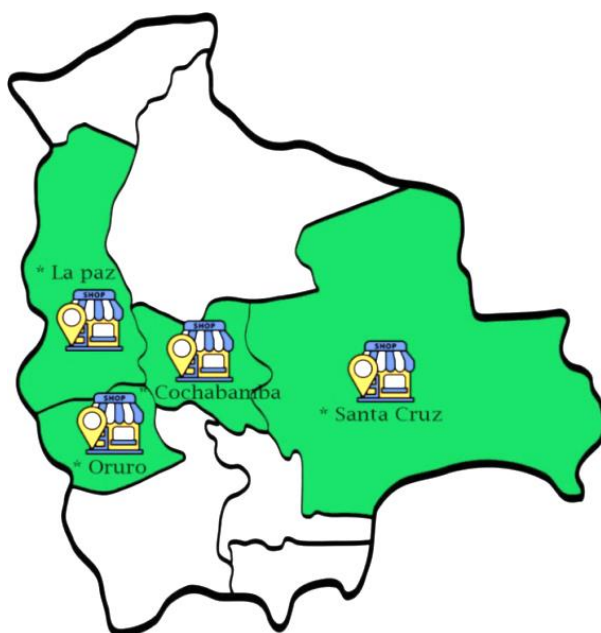 * La paz
SHOP
SHOP
* Cochabamba
SHOP
* Santa Cruz
SHOP
* Oruro